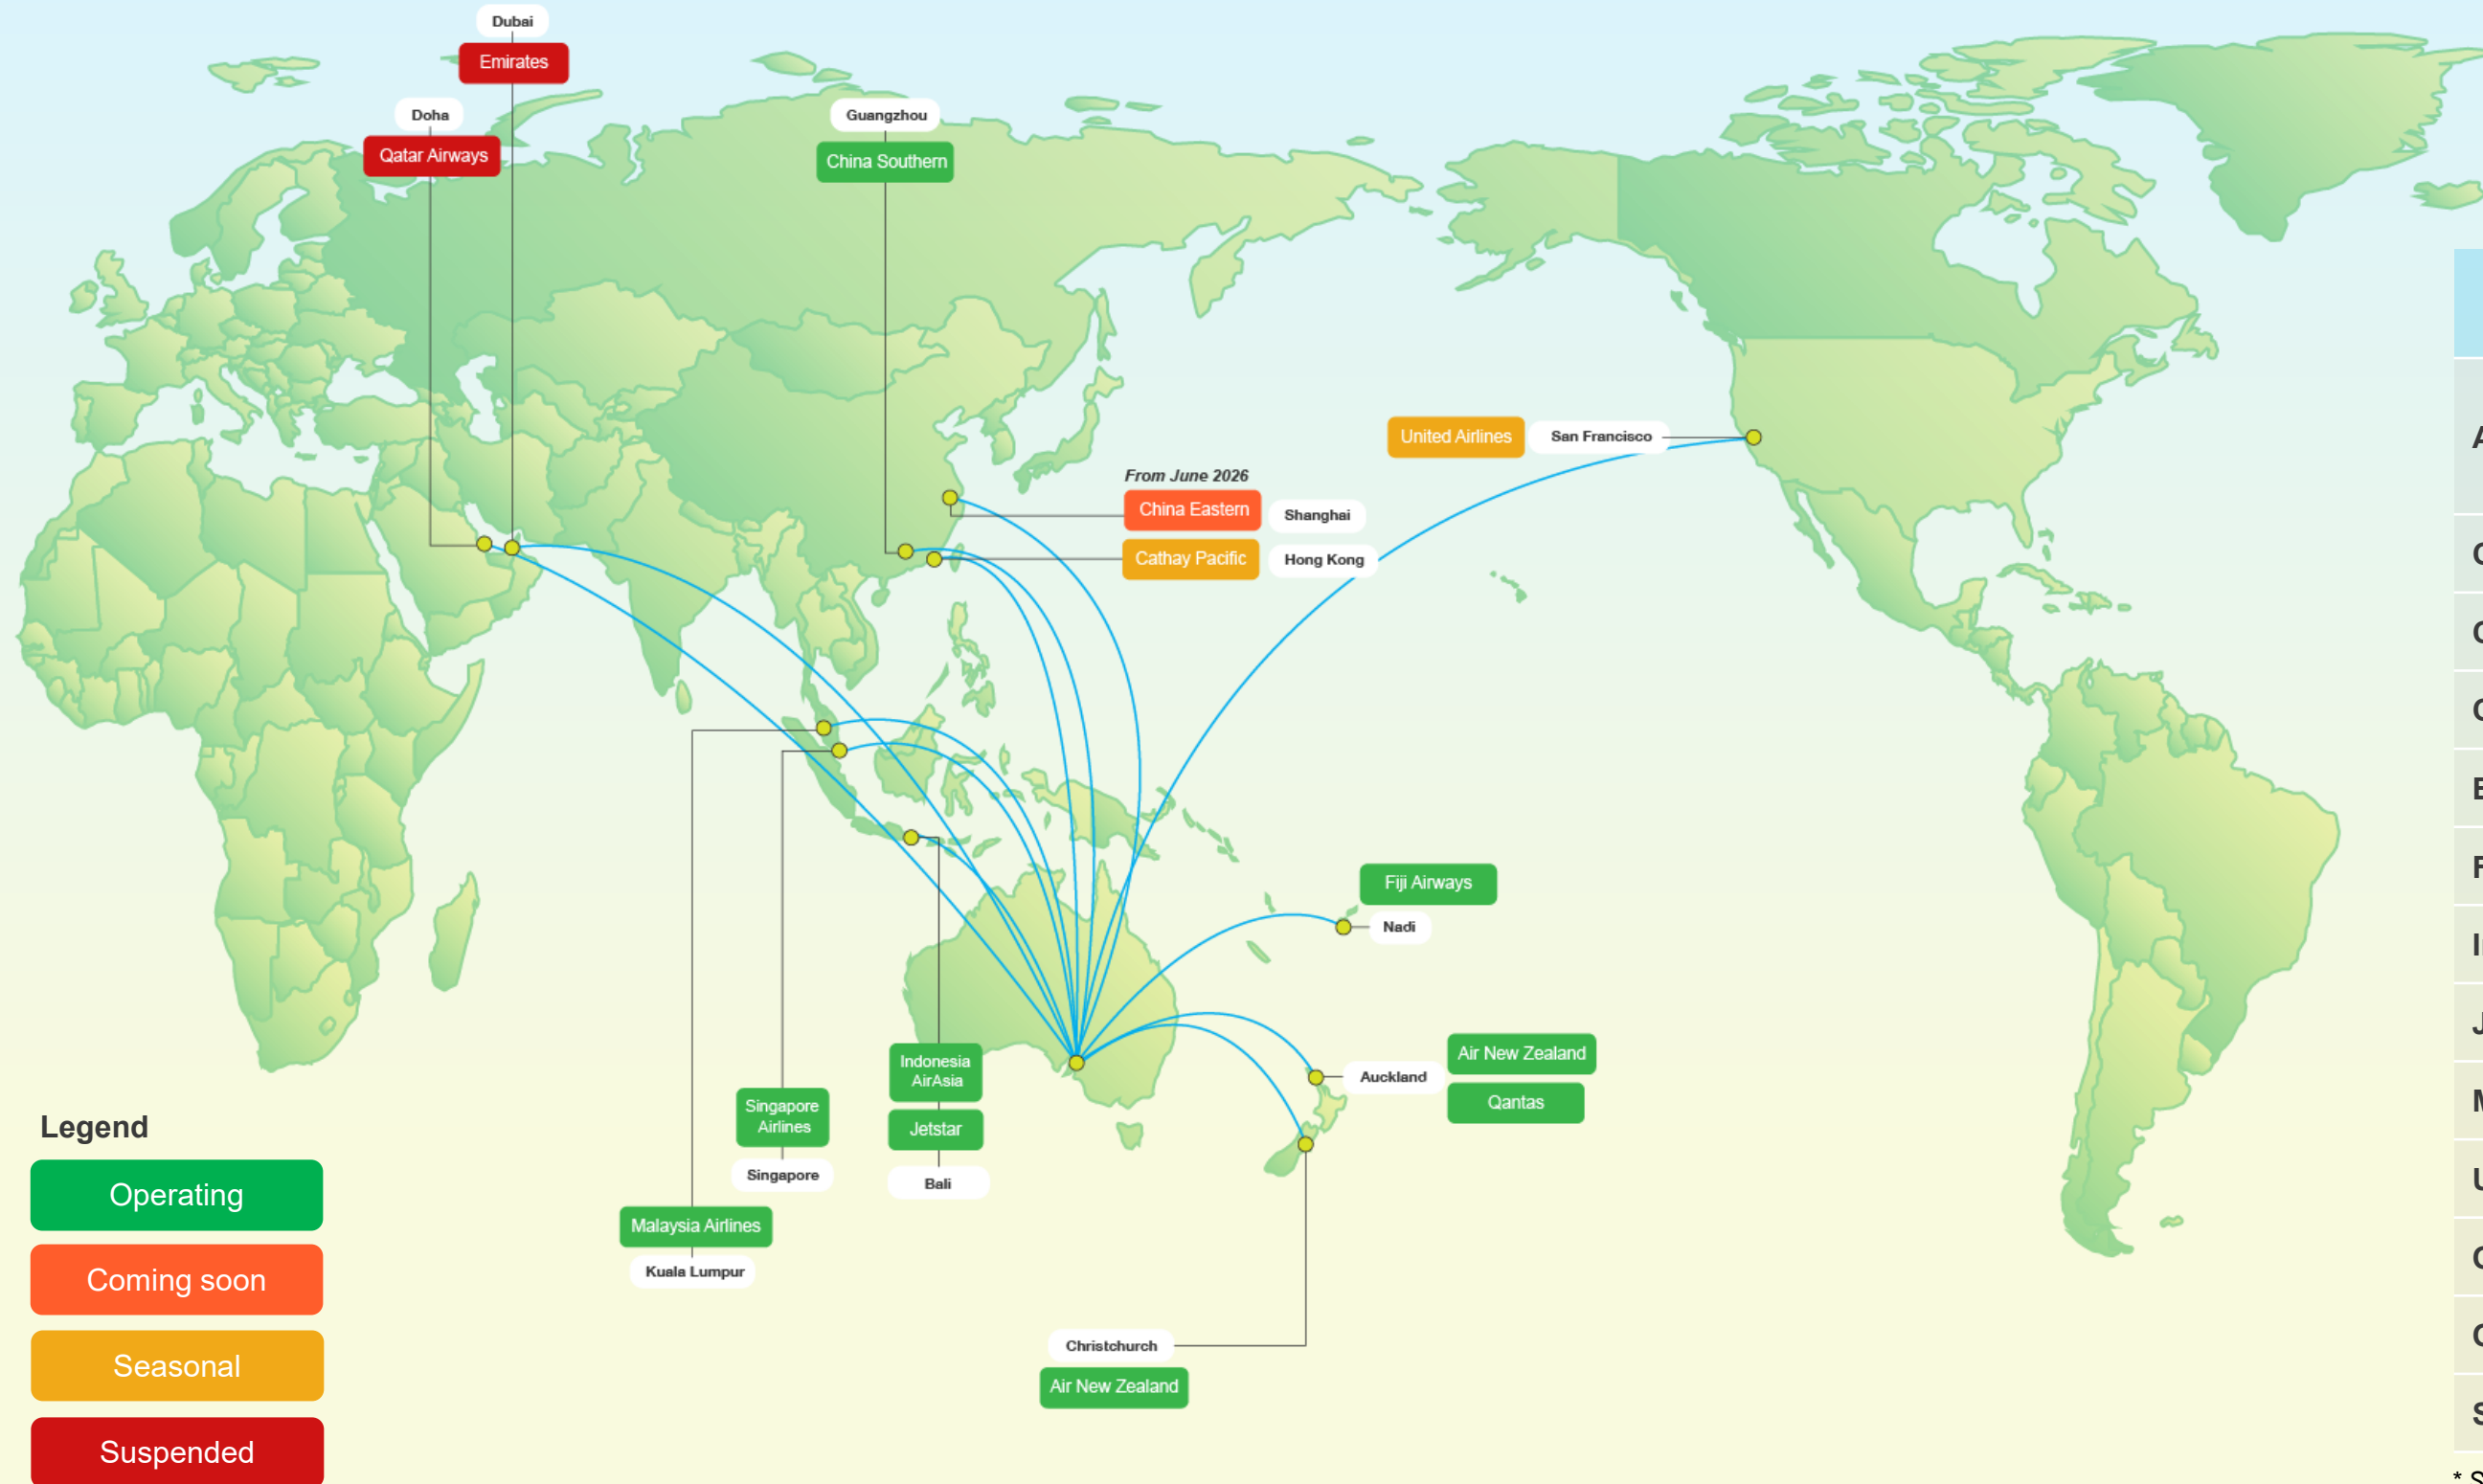 Dubai
Emirates
Doha
Qatar Airways
Guangzhou
China Southern
United Airlines
San Francisco
From June 2026
China Eastern
Shanghai
Cathay Pacific
Hong Kong
Fiji Airways
Nadi
Air New Zealand
Auckland
Qantas
Indonesia
AirAsia
Jetstar
Bali
Singapore
Airlines
Singapore
Malaysia Airlines
Kuala Lumpur
Christchurch
Air New Zealand
Legend
Operating
Coming soon
Seasonal
Suspended